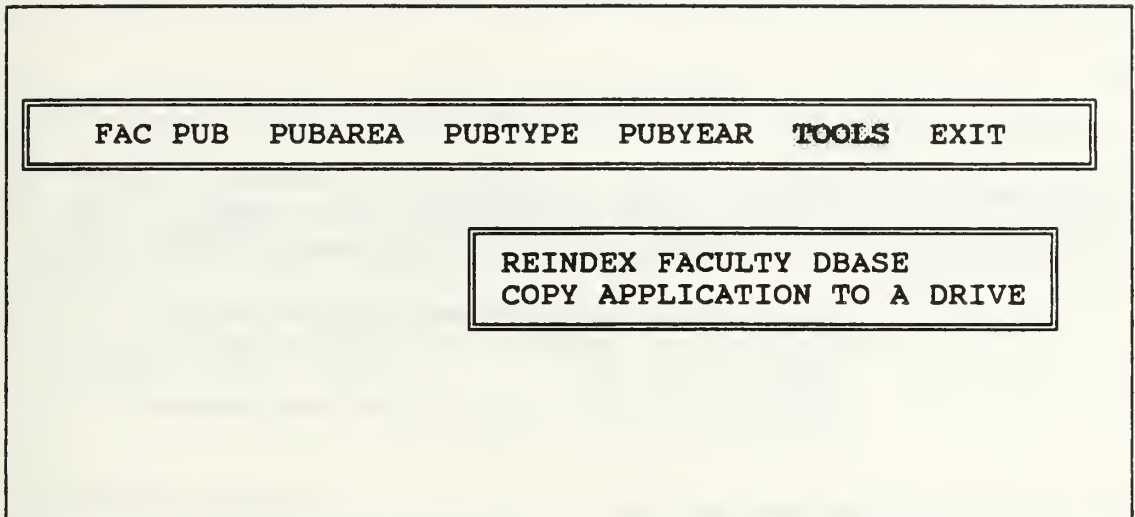 FAC PUB PUBAREA PUBTYPE PUBYEAR TOOLS EXIT
REINDEX FACULTY DBASE
COPY APPLICATION TO A DRIVE